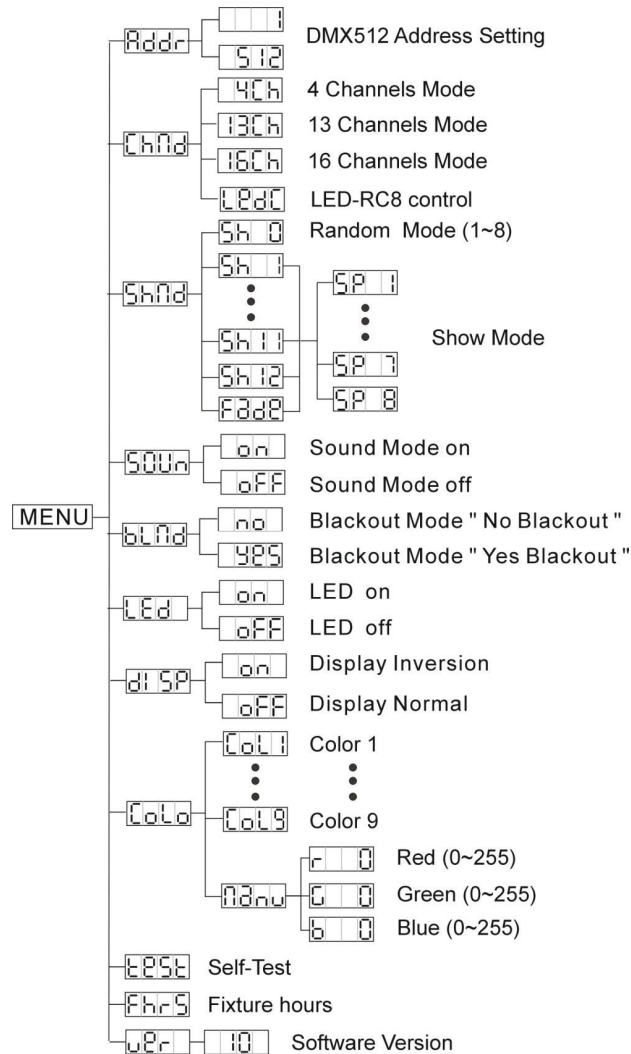 Addr
1
512
DMX512 Address Setting
ChMd
4Ch
4 Channels Mode
13Ch
13 Channels Mode
16Ch
16 Channels Mode
LedC
LED-RC8 control
ShMd
Sh 0
Random Mode (1~8)
Sh 1
Sh 11
Sh 12
Fade
SP 1
SP 7
SP 8
Show Mode
SOUn
on
Sound Mode on
oFF
Sound Mode off
MENU
bLMd
no
Blackout Mode " No Blackout "
YeS
Blackout Mode " Yes Blackout "
LEd
on
LED on
oFF
LED off
dISP
on
Display Inversion
oFF
Display Normal
CoLo
CoL1
Color 1
CoL9
Color 9
Manu
r 0
Red (0~255)
G 0
Green (0~255)
b 0
Blue (0~255)
teSt
Self-Test
FhrS
Fixture hours
ver
10
Software Version